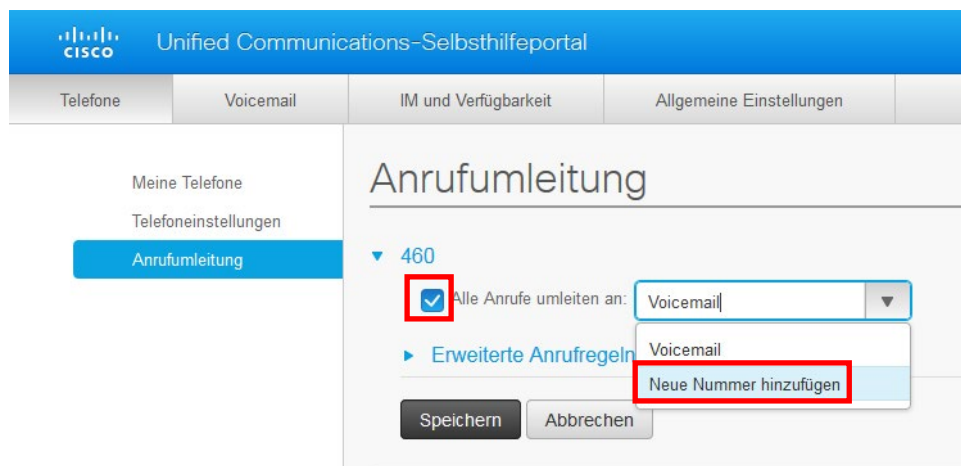 CISCO Unified Communications-Selbsthilfeportal
Telefone Voicemail IM und Verfügbarkeit Allgemeine Einstellungen
Meine Telefone
Telefoneinstellungen
Anrufumleitung
Anrufumleitung
460
Alle Anrufe umleiten an: Voicemail
Voicemail
Neue Nummer hinzufügen
Erweiterte Anrufregeln
Speichern Abbrechen